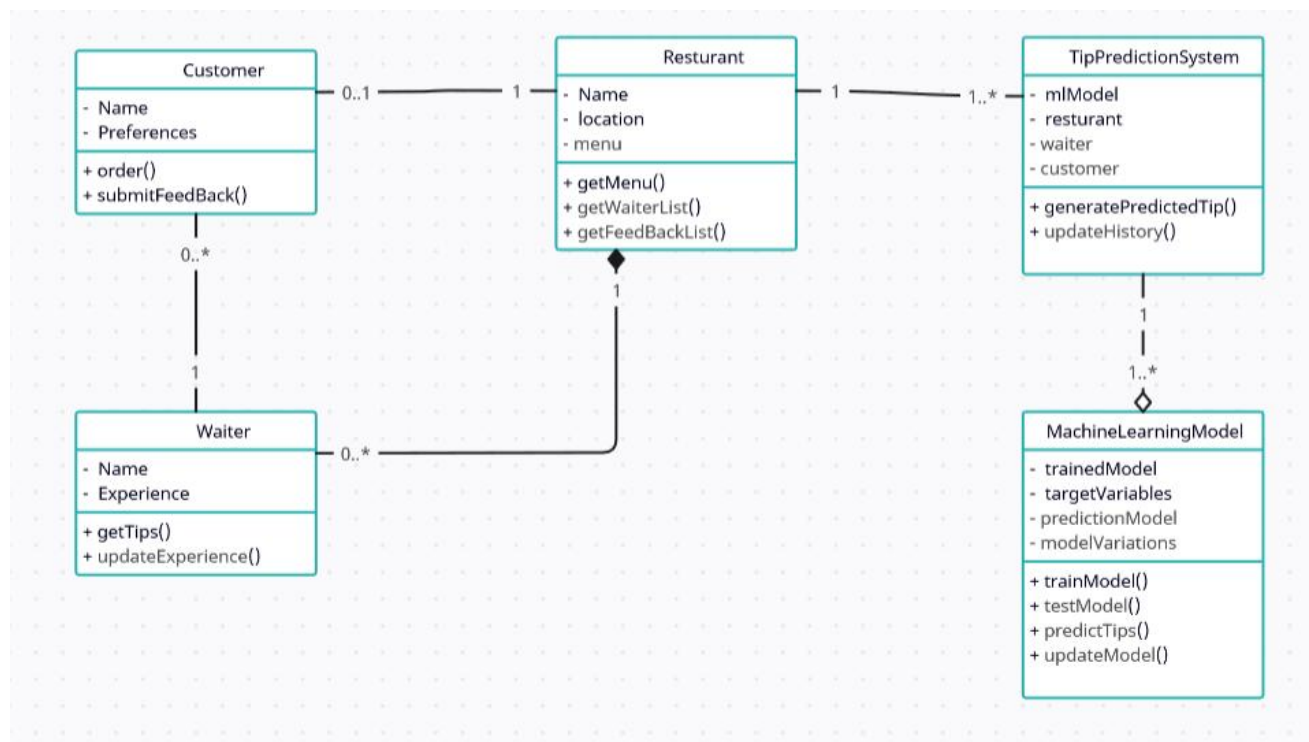 Customer
- Name
- Preferences
+ order()
+ submitFeedBack()
0..1
1
Resturant
- Name
- location
- menu
+ getMenu()
+ getWaiterList()
+ getFeedBackList()
1
1..*
TipPredictionSystem
- mlModel
- resturant
- waiter
- customer
+ generatePredictedTip()
+ updateHistory()
0..*
1
1
1
1..*
Waiter
- Name
- Experience
+ getTips()
+ updateExperience()
0..*
MachineLearningModel
- trainedModel
- targetVariables
- predictionModel
- modelVariations
+ trainModel()
+ testModel()
+ predictTips()
+ updateModel()